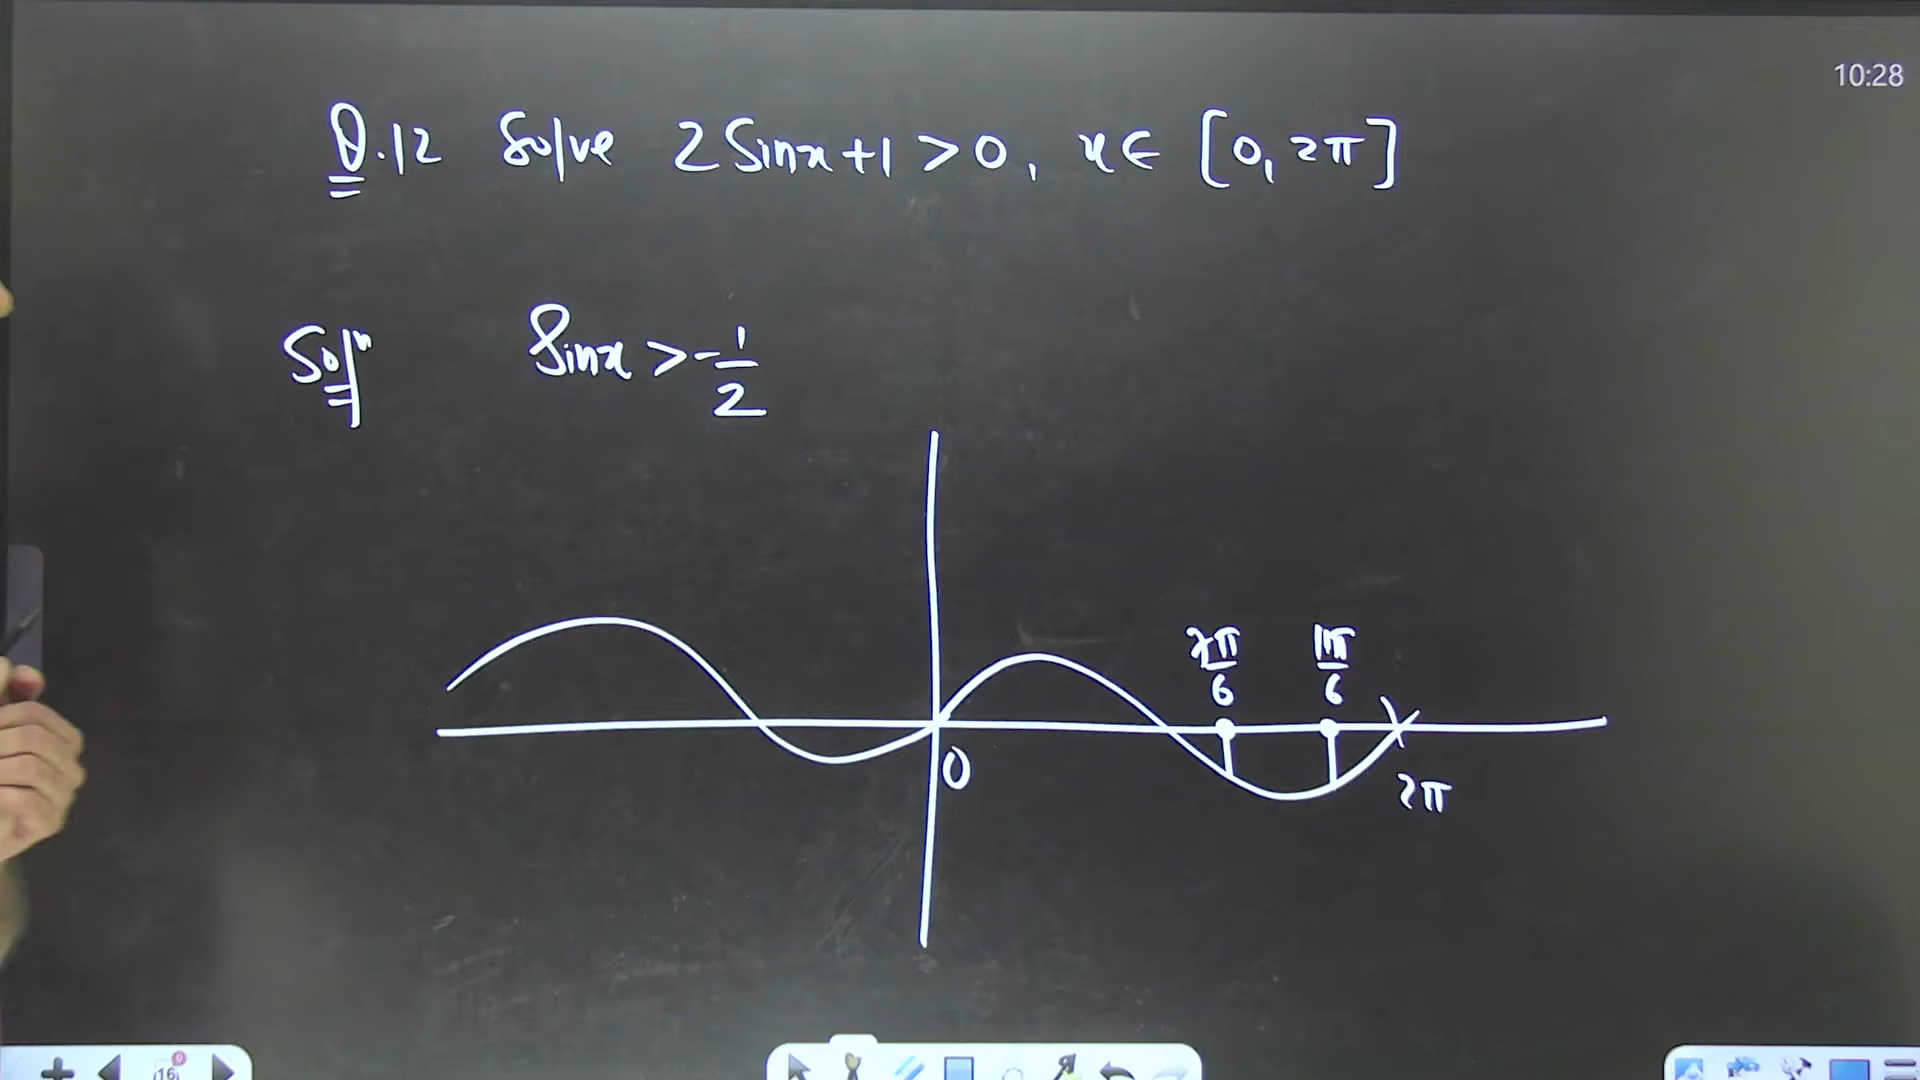 10:28
Q.12 Solve 2 Sinx + 1 > 0, x ∈ [0, 2π]
Solⁿ Sinx > -1/2
7π/6 11π/6
0 2π
16